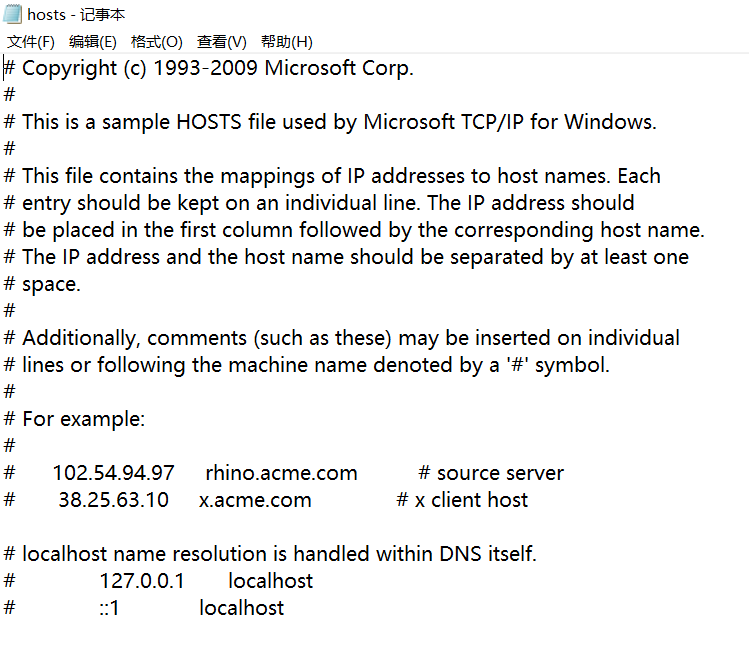 hosts - 记事本
文件(F) 编辑(E) 格式(O) 查看(V) 帮助(H)
# Copyright (c) 1993-2009 Microsoft Corp.
#
# This is a sample HOSTS file used by Microsoft TCP/IP for Windows.
#
# This file contains the mappings of IP addresses to host names. Each
# entry should be kept on an individual line. The IP address should
# be placed in the first column followed by the corresponding host name.
# The IP address and the host name should be separated by at least one
# space.
#
# Additionally, comments (such as these) may be inserted on individual
# lines or following the machine name denoted by a '#' symbol.
#
# For example:
#
#      102.54.94.97     rhino.acme.com          # source server
#       38.25.63.10     x.acme.com              # x client host

# localhost name resolution is handled within DNS itself.
#	127.0.0.1       localhost
#	::1             localhost